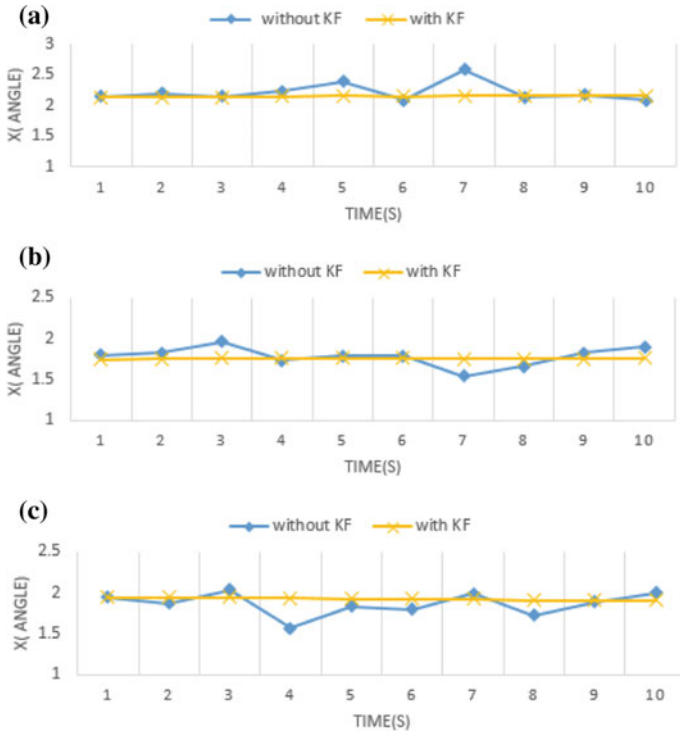 (a)
without KF with KF
3
2.5
2
1.5
1
X( ANGLE)
1 2 3 4 5 6 7 8 9 10
TIME(S)
(b)
without KF with KF
2.5
2
1.5
1
X( ANGLE)
1 2 3 4 5 6 7 8 9 10
TIME(S)
(c)
without KF with KF
2.5
2
1.5
1
X( ANGLE)
1 2 3 4 5 6 7 8 9 10
TIME(S)